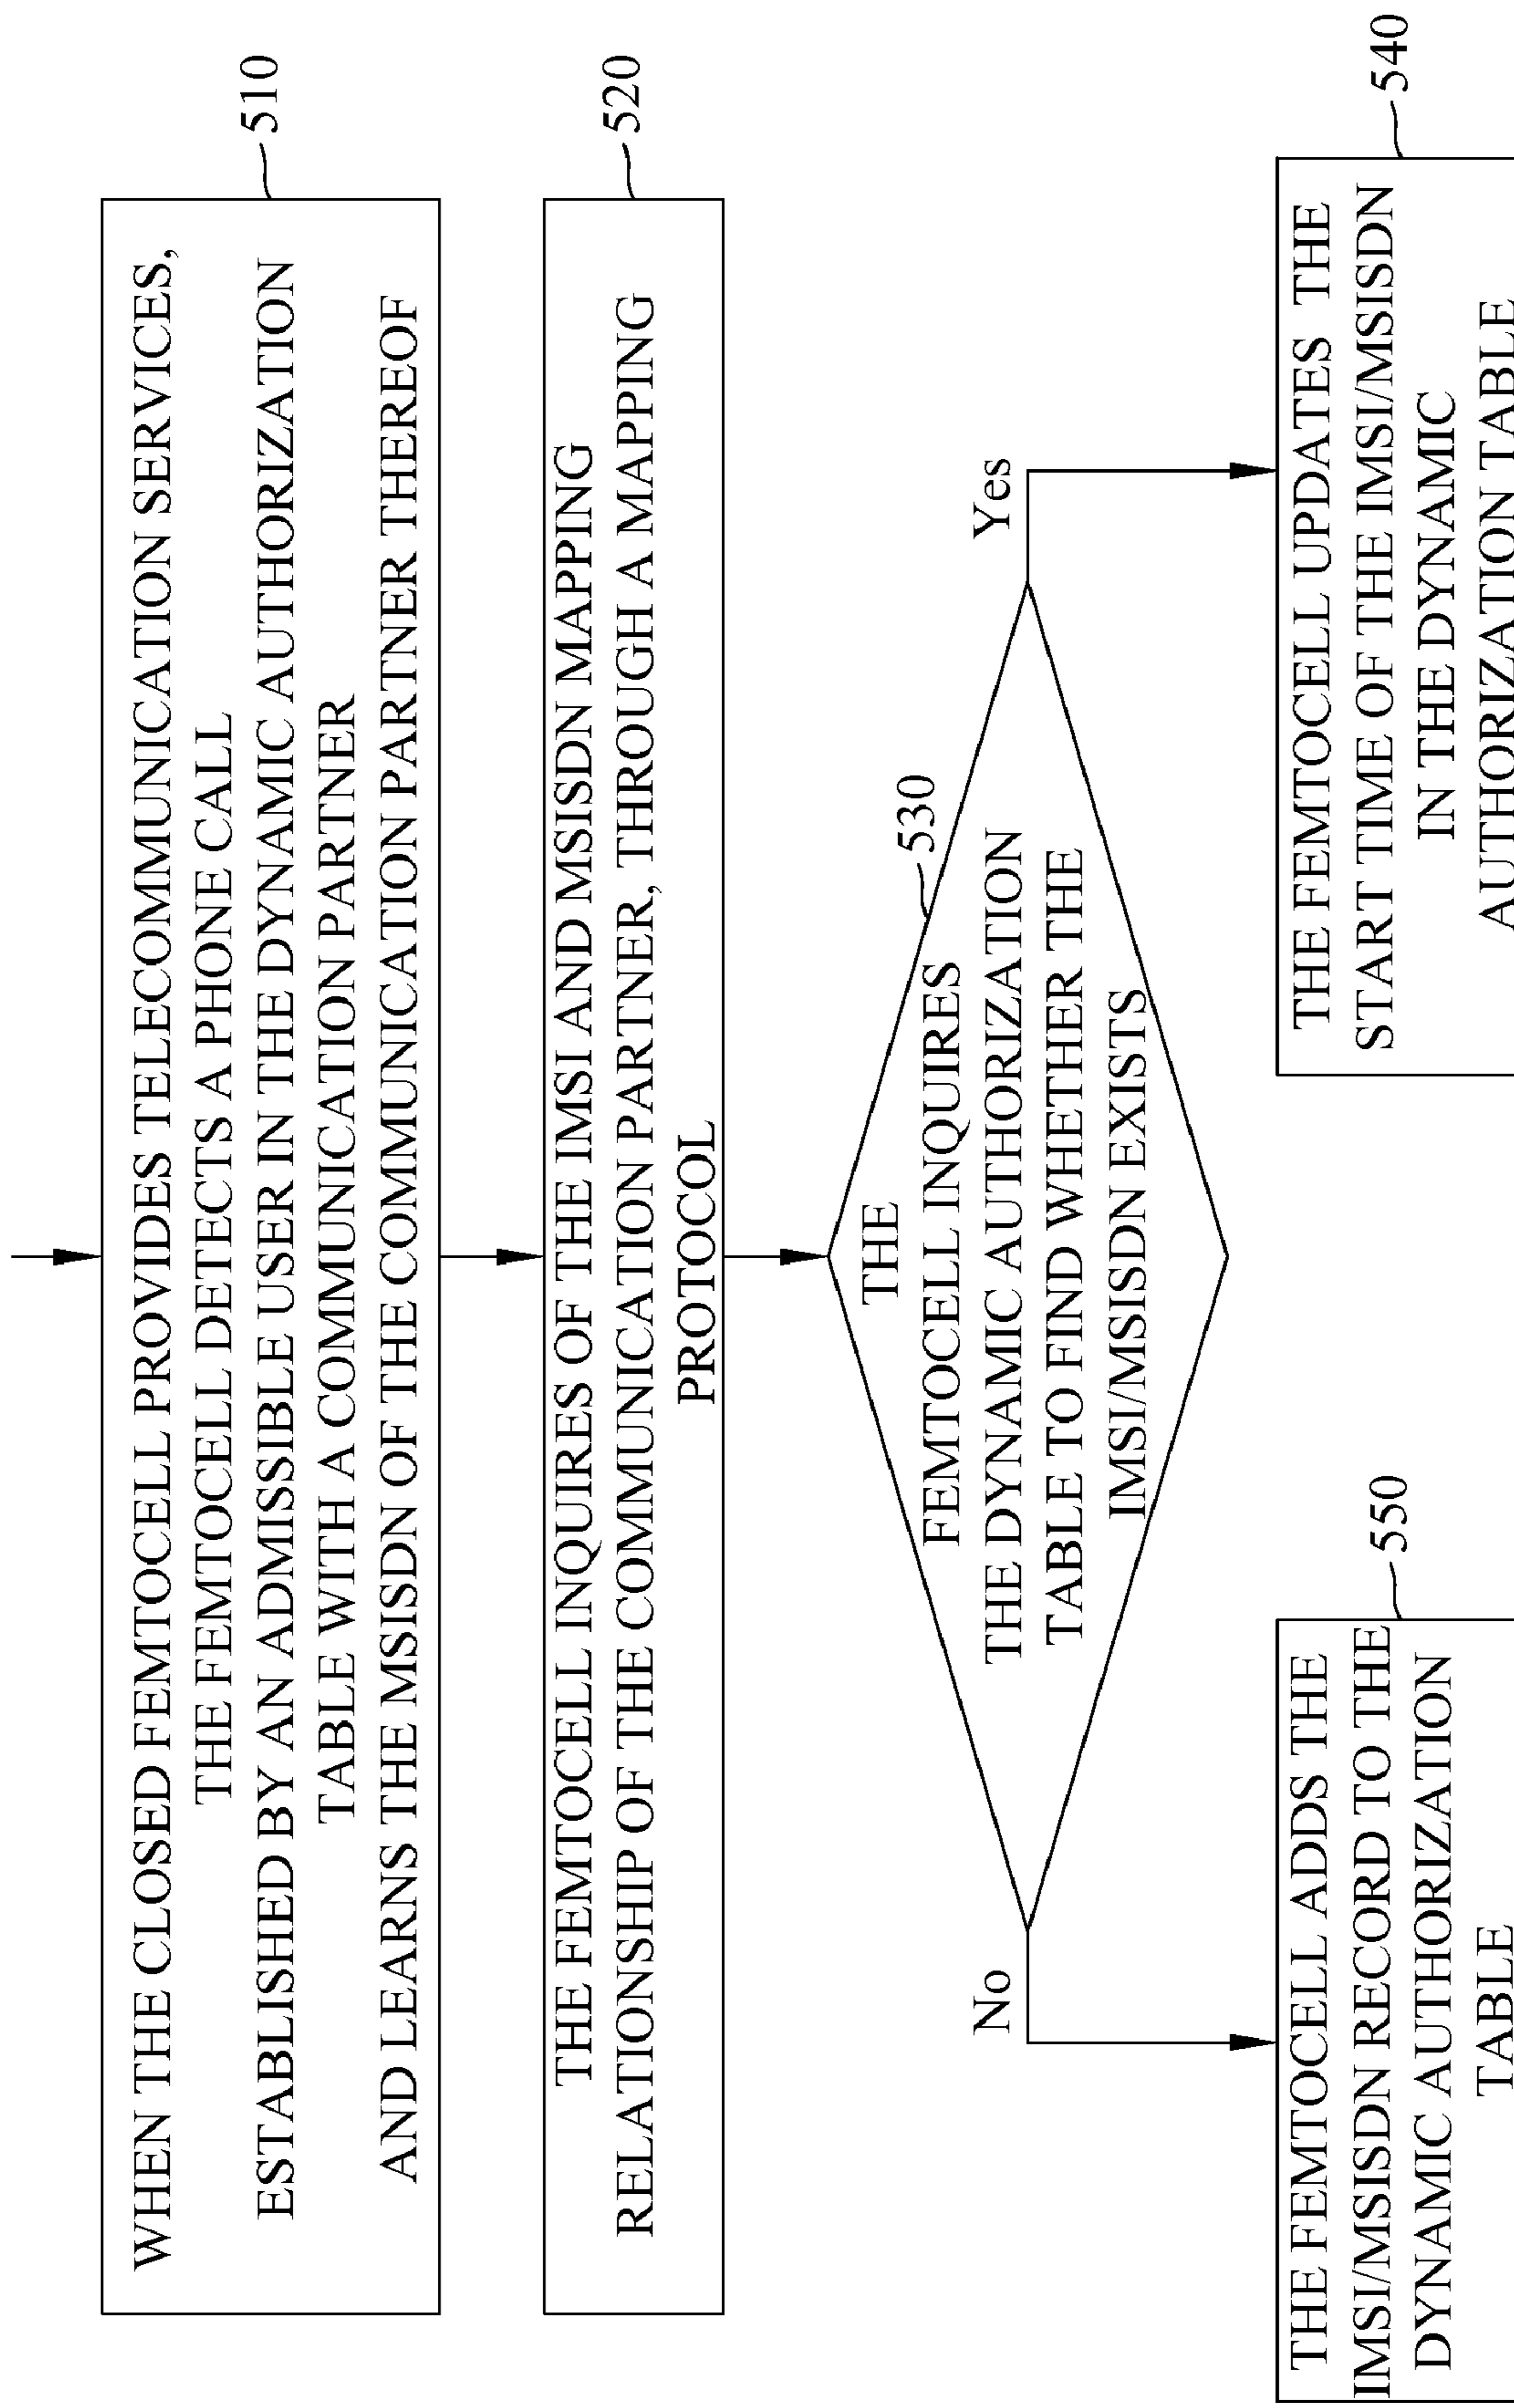 WHEN THE CLOSED FEMTOCELL PROVIDES TELECOMMUNICATION SERVICES,
THE FEMTOCELL DETECTS A PHONE CALL
ESTABLISHED BY AN ADMISSIBLE USER IN THE DYNAMIC AUTHORIZATION
TABLE WITH A COMMUNICATION PARTNER
AND LEARNS THE MSISDN OF THE COMMUNICATION PARTNER THEREOF
510
THE FEMTOCELL INQUIRES OF THE IMSI AND MSISDN MAPPING
RELATIONSHIP OF THE COMMUNICATION PARTNER, THROUGH A MAPPING
PROTOCOL
520
THE
FEMTOCELL INQUIRES
THE DYNAMIC AUTHORIZATION
TABLE TO FIND WHETHER THE
IMSI/MSISDN EXISTS
530
No
Yes
THE FEMTOCELL ADDS THE
IMSI/MSISDN RECORD TO THE
DYNAMIC AUTHORIZATION
TABLE
550
THE FEMTOCELL UPDATES THE
START TIME OF THE IMSI/MSISDN
IN THE DYNAMIC
AUTHORIZATION TABLE
540